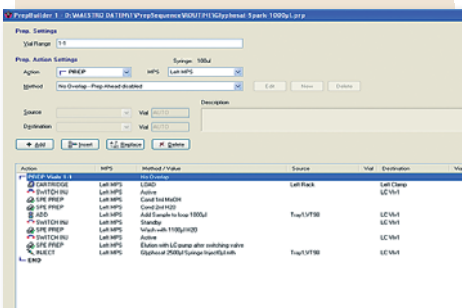 PrepBuilder 1 : D:\MAESTRO DATEN\1\PrepSequence\ROUTINE\Glyphosat Spark 1000µl.prp
Prep. Settings
Vial Range 1-1
Prep. Action Settings Syringe: 100ul
Action PREP MPS Left MPS
Method No Overlap - Prep-Ahead disabled Edit New Delete
Description
Source Vial AUTO
Destination Vial AUTO
Add Insert Replace Delete
Action MPS Method / Value Source Vial Destination
PREP Vials 1-1 No Overlap
CARTRIDGE Left MPS LOAD Left Rack Left Clamp
SWITCH INJ Left MPS Active LC Vlv1
SPE PREP Left MPS Cond 1ml MeOH
SPE PREP Left MPS Cond 2ml H2O
ADD Left MPS Add Sample to loop 1000µl Tray1,VT98 LC Vlv1
SWITCH INJ Left MPS Standby LC Vlv1
SPE PREP Left MPS Wash with 1100µl H2O
SWITCH INJ Left MPS Active LC Vlv1
SPE PREP Left MPS Elution with LC pump after switching valve
INJECT Left MPS Glyphosat 2500µl Syringe Inject0µl mth Tray1,VT98 LC Vlv1
END